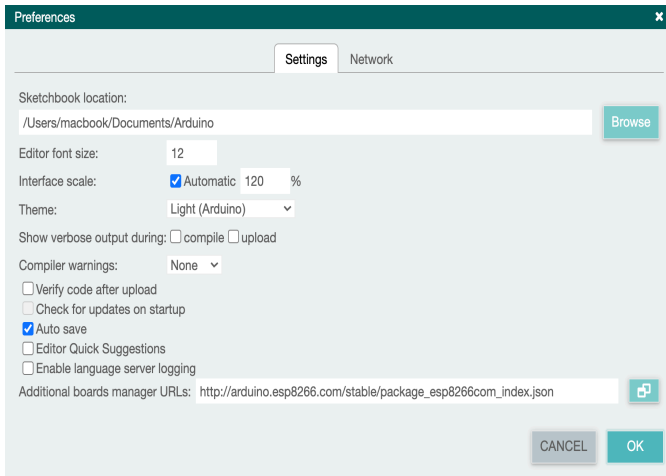 Preferences
Settings Network
Sketchbook location:
/Users/macbook/Documents/Arduino Browse
Editor font size: 12
Interface scale: Automatic 120 %
Theme: Light (Arduino)
Show verbose output during: compile upload
Compiler warnings: None
Verify code after upload
Check for updates on startup
Auto save
Editor Quick Suggestions
Enable language server logging
Additional boards manager URLs: http://arduino.esp8266.com/stable/package_esp8266com_index.json
CANCEL OK